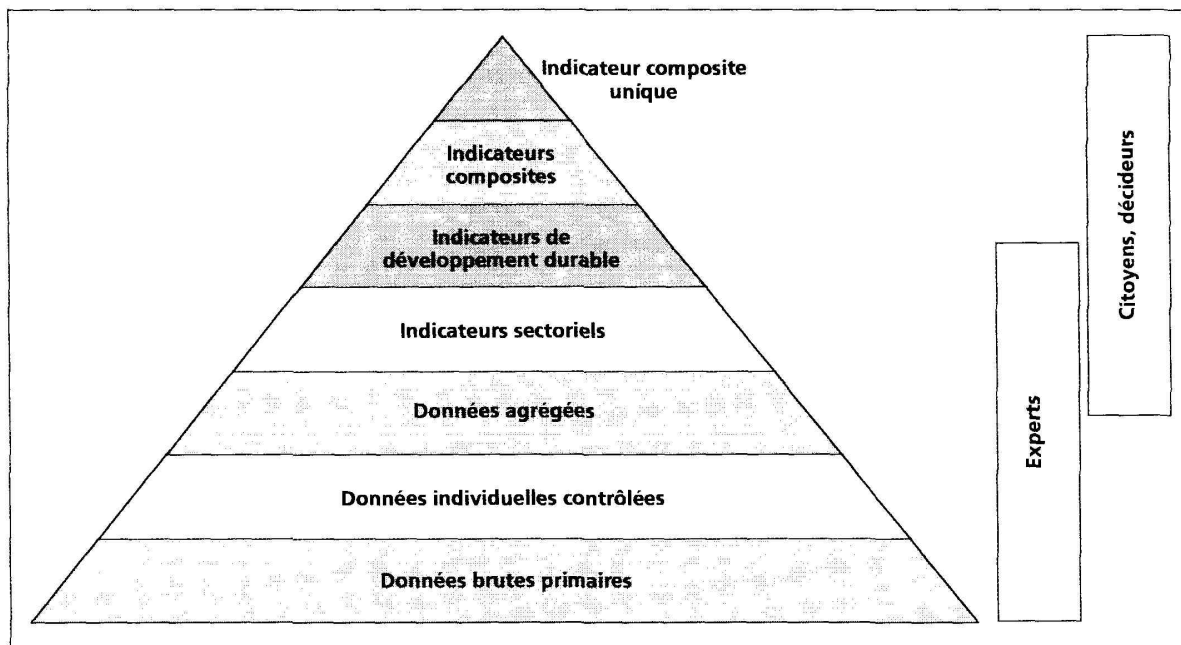 Indicateur composite
unique
Indicateurs
composites
Indicateurs de
développement durable
Indicateurs sectoriels
Données agrégées
Données individuelles contrôlées
Données brutes primaires
Experts
Citoyens, décideurs